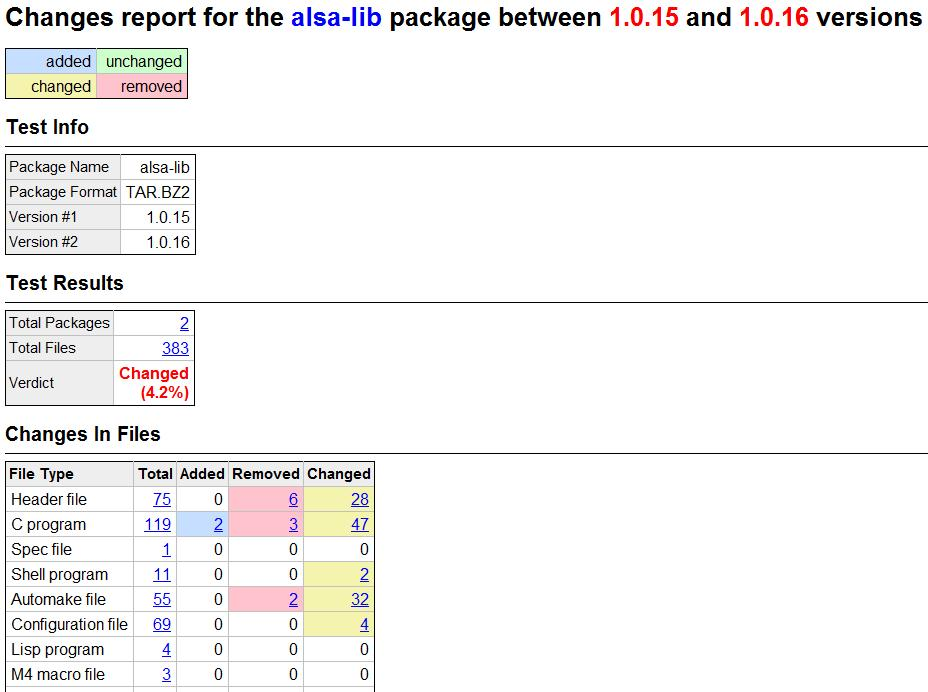 Changes report for the alsa-lib package between 1.0.15 and 1.0.16 versions
added unchanged
changed removed
Test Info
Package Name alsa-lib
Package Format TAR.BZ2
Version #1 1.0.15
Version #2 1.0.16
Test Results
Total Packages 2
Total Files 383
Verdict Changed
(4.2%)
Changes In Files
File Type Total Added Removed Changed
Header file 75 0 6 28
C program 119 2 3 47
Spec file 1 0 0 0
Shell program 11 0 0 2
Automake file 55 0 2 32
Configuration file 69 0 0 4
Lisp program 4 0 0 0
M4 macro file 3 0 0 0